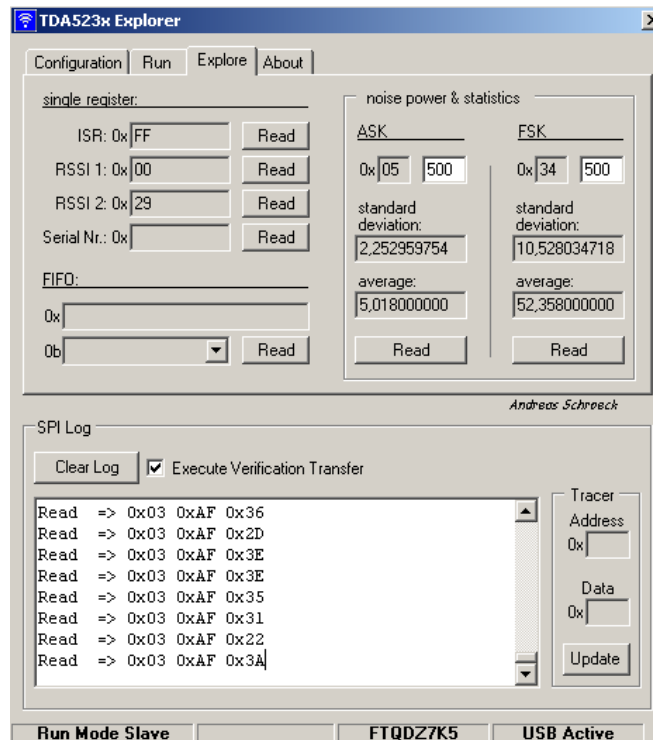 TDA523x Explorer
Configuration Run Explore About
single register:
ISR: 0x FF Read
RSSI 1: 0x 00 Read
RSSI 2: 0x 29 Read
Serial Nr.: 0x Read
FIFO:
0x
0b Read
noise power & statistics
ASK
0x 05 500
standard
deviation:
2,252959754
average:
5,018000000
Read
FSK
0x 34 500
standard
deviation:
10,528034718
average:
52,358000000
Read
Andreas Schroeck
SPI Log
Clear Log Execute Verification Transfer
Read => 0x03 0xAF 0x36
Read => 0x03 0xAF 0x2D
Read => 0x03 0xAF 0x3E
Read => 0x03 0xAF 0x3E
Read => 0x03 0xAF 0x35
Read => 0x03 0xAF 0x31
Read => 0x03 0xAF 0x22
Read => 0x03 0xAF 0x3A
Tracer
Address
0x
Data
0x
Update
Run Mode Slave FTQDZ7K5 USB Active